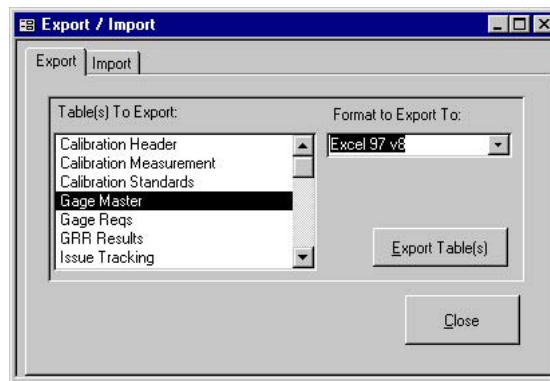 Export / Import
Export
Import
Table(s) To Export:
Calibration Header
Calibration Measurement
Calibration Standards
Gage Master
Gage Reqs
GRR Results
Issue Tracking
Format to Export To:
Excel 97 v8
Export Table(s)
Close